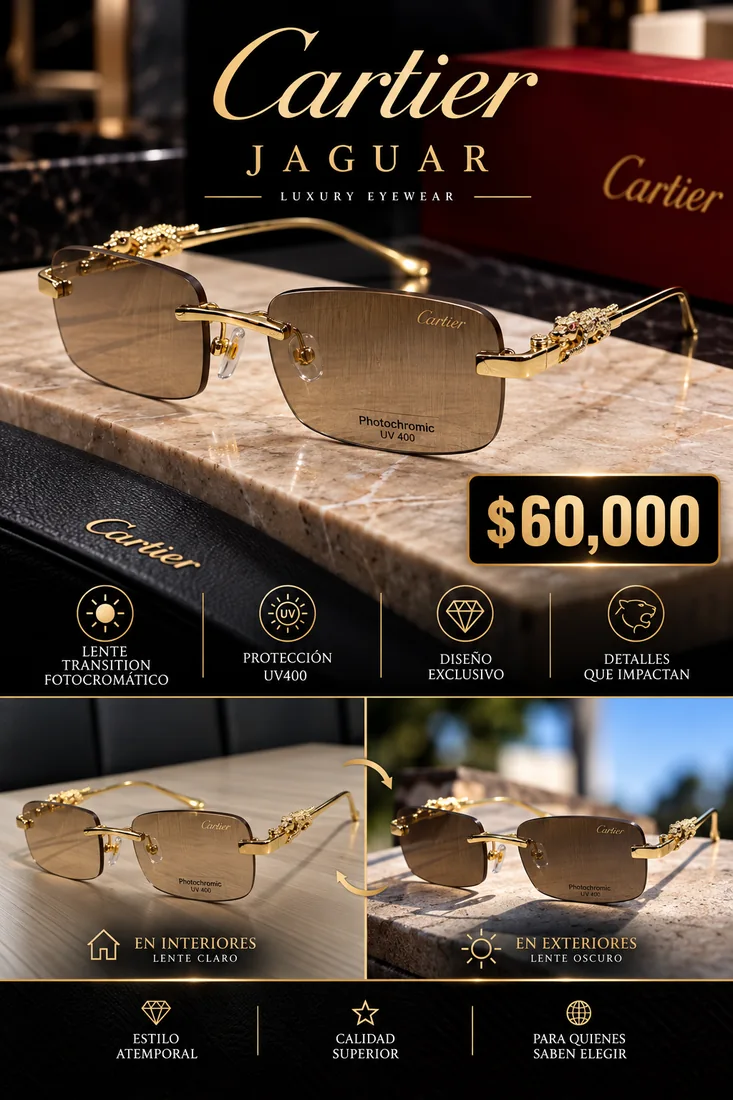 Cartier
JAGUAR
LUXURY EYEWEAR
Cartier
Cartier
Photochromic
UV 400
$60,000
Cartier
LENTE
TRANSITION
FOTOCROMÁTICO
UV
PROTECCIÓN
UV400
DISEÑO
EXCLUSIVO
DETALLES
QUE IMPACTAN
Cartier
Photochromic
UV 400
EN INTERIORES
LENTE CLARO
Cartier
Photochromic
UV 400
EN EXTERIORES
LENTE OSCURO
ESTILO
ATEMPORAL
CALIDAD
SUPERIOR
PARA QUIENES
SABEN ELEGIR